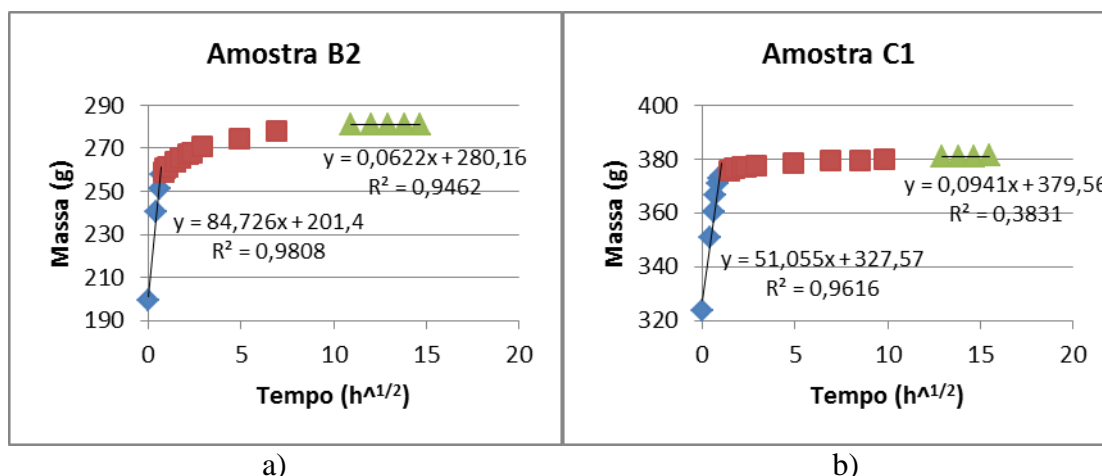 Amostra B2
Massa (g)
290
270
250
230
210
190
y = 0,0622x + 280,16
R² = 0,9462
y = 84,726x + 201,4
R² = 0,9808
0 5 10 15 20
Tempo (h^1/2)
a)
Amostra C1
Massa (g)
400
380
360
340
320
y = 0,0941x + 379,56
R² = 0,3831
y = 51,055x + 327,57
R² = 0,9616
0 5 10 15 20
Tempo (h^1/2)
b)